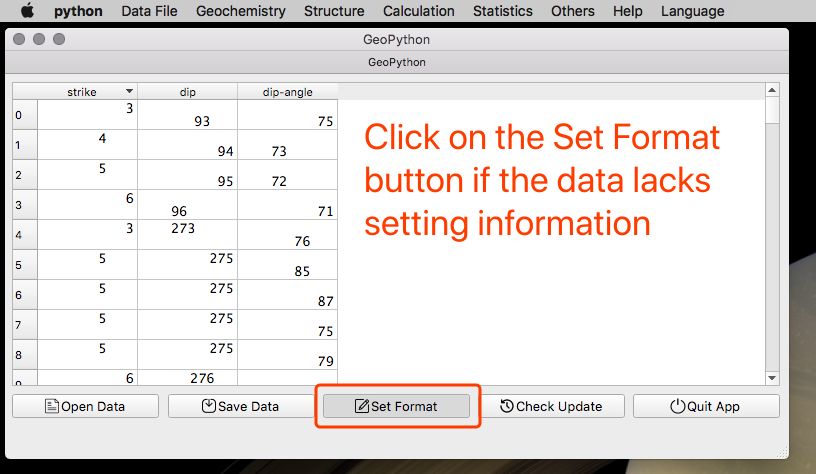 python Data File Geochemistry Structure Calculation Statistics Others Help Language
GeoPython
GeoPython
strike dip dip-angle
0 3 93 75
1 4 94 73
2 5 95 72
3 6 96 71
4 3 273 76
5 5 275 85
6 5 275 87
7 5 275 75
8 5 275 79
9 6 276
Click on the Set Format
button if the data lacks
setting information
Open Data Save Data Set Format Check Update Quit App